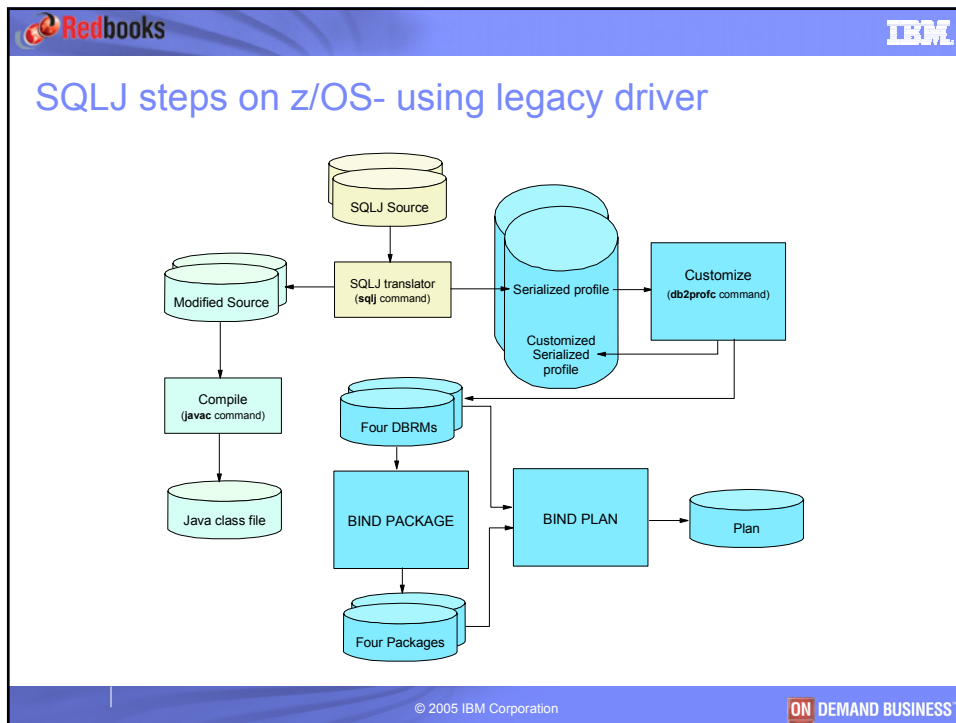 Redbooks
IBM
SQLJ steps on z/OS- using legacy driver
SQLJ Source
SQLJ translator
(sqlj command)
Modified Source
Serialized profile
Customize
(db2profc command)
Customized
Serialized
profile
Compile
(javac command)
Four DBRMs
Java class file
BIND PACKAGE
BIND PLAN
Plan
Four Packages
© 2005 IBM Corporation
ON DEMAND BUSINESS™